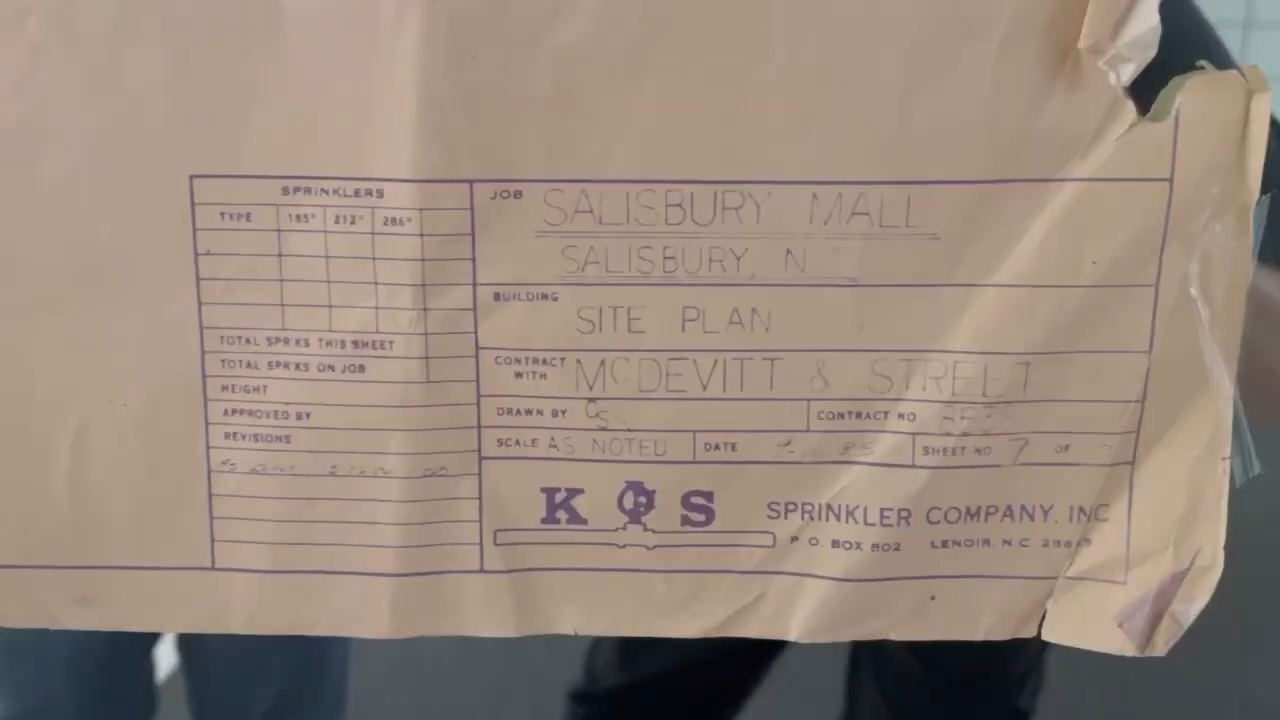 SPRINKLERS
TYPE 165° 212° 286°
TOTAL SPR'KS THIS SHEET
TOTAL SPR'KS ON JOB
HEIGHT
APPROVED BY
REVISIONS
JOB SALISBURY MALL
SALISBURY, N
BUILDING
SITE PLAN
CONTRACT WITH MCDEVITT & STREET
DRAWN BY
CONTRACT NO
SCALE AS NOTED DATE 85 SHEET NO 7 OF
K S
SPRINKLER COMPANY, INC
P O. BOX 802 LENOIR, N.C.